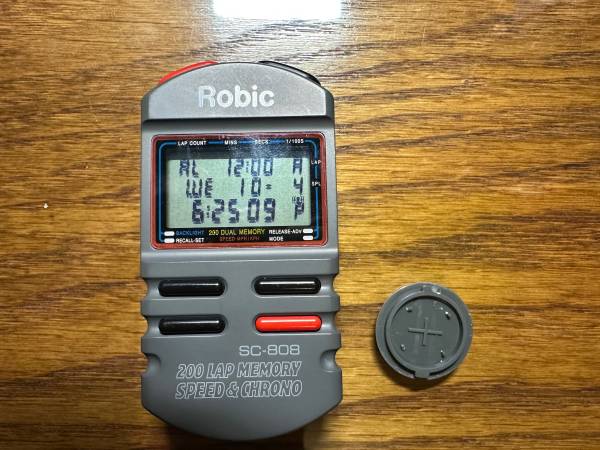 Robic
LAP COUNT MINS SECS 1/100S
AL 12:00 A
LAP
WE 10- 4
SPL
6:25 09 P
BACKLIGHT 200 DUAL MEMORY RELEASE-ADV
RECALL-SET SPEED MPH/KPH MODE
SC-808
200 LAP MEMORY
SPEED & CHRONO